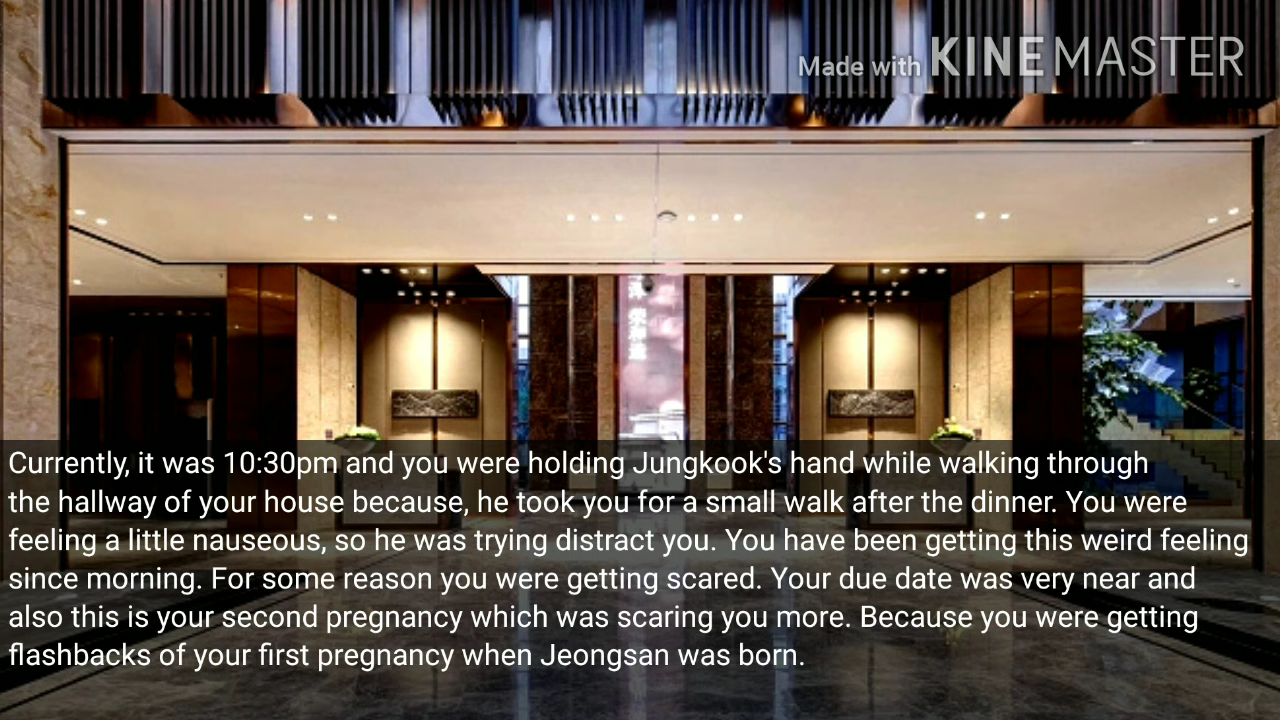 Made with KINEMASTER
Currently, it was 10:30pm and you were holding Jungkook's hand while walking through
the hallway of your house because, he took you for a small walk after the dinner. You were
feeling a little nauseous, so he was trying distract you. You have been getting this weird feeling
since morning. For some reason you were getting scared. Your due date was very near and
also this is your second pregnancy which was scaring you more. Because you were getting
flashbacks of your first pregnancy when Jeongsan was born.